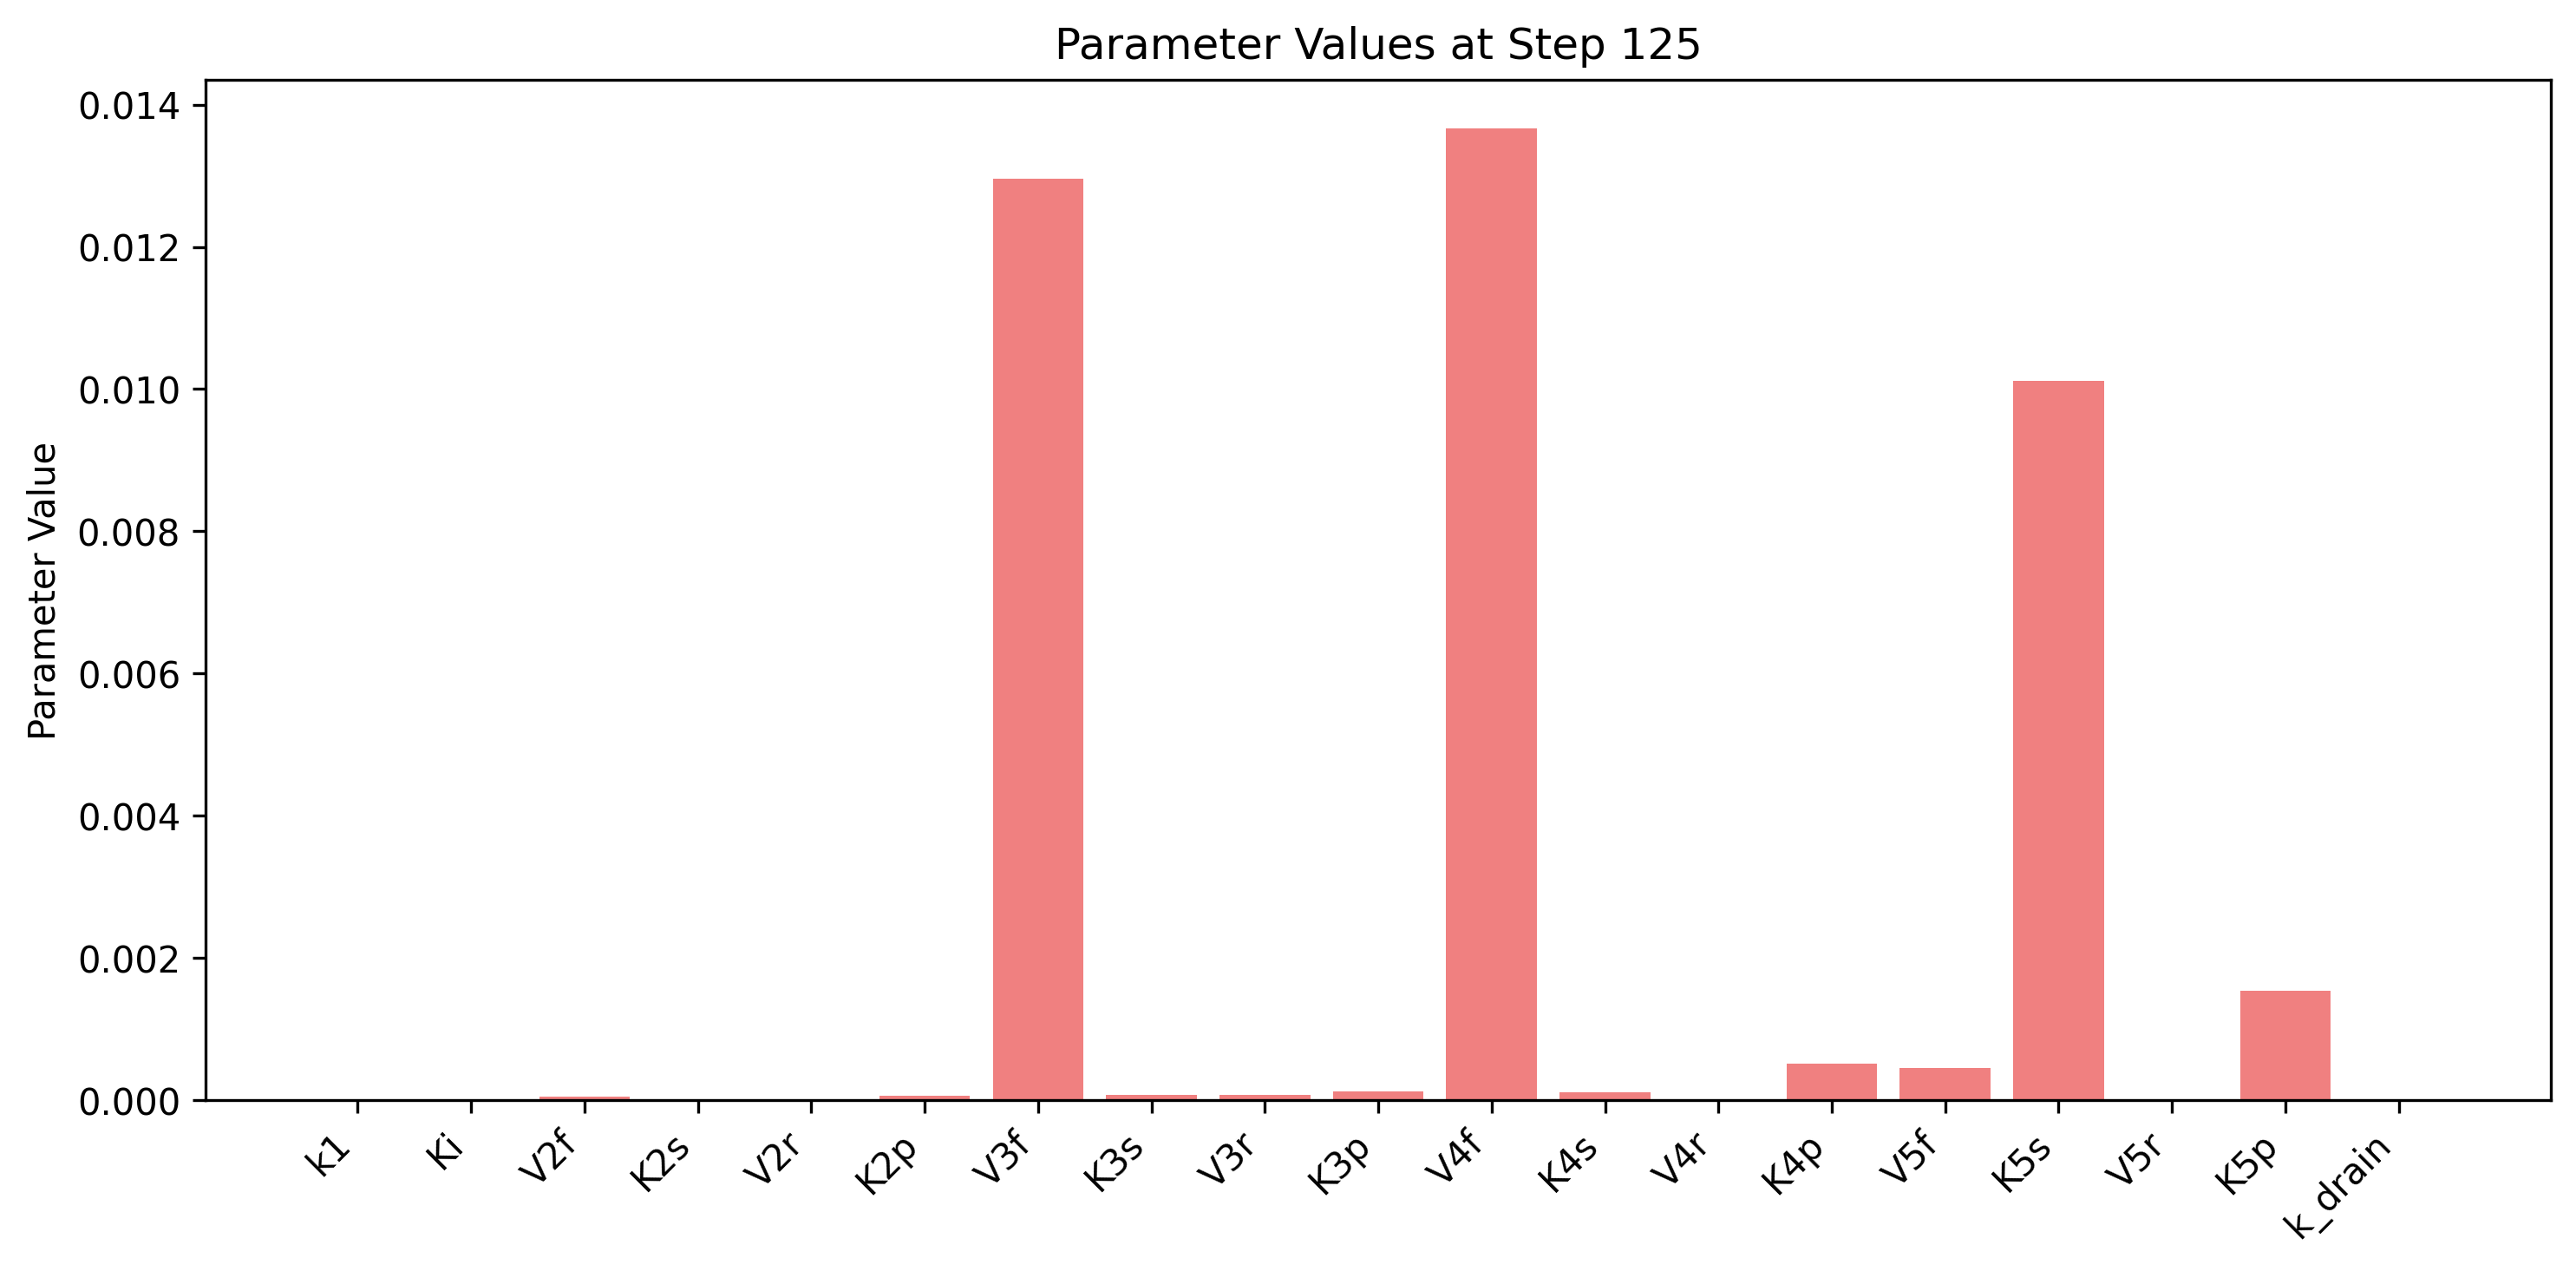 Parameter Values at Step 125
Parameter Value
0.014
0.012
0.010
0.008
0.006
0.004
0.002
0.000
k1
Ki
V2f
K2s
V2r
K2p
V3f
K3s
V3r
K3p
V4f
K4s
V4r
K4p
V5f
K5s
V5r
K5p
k_drain